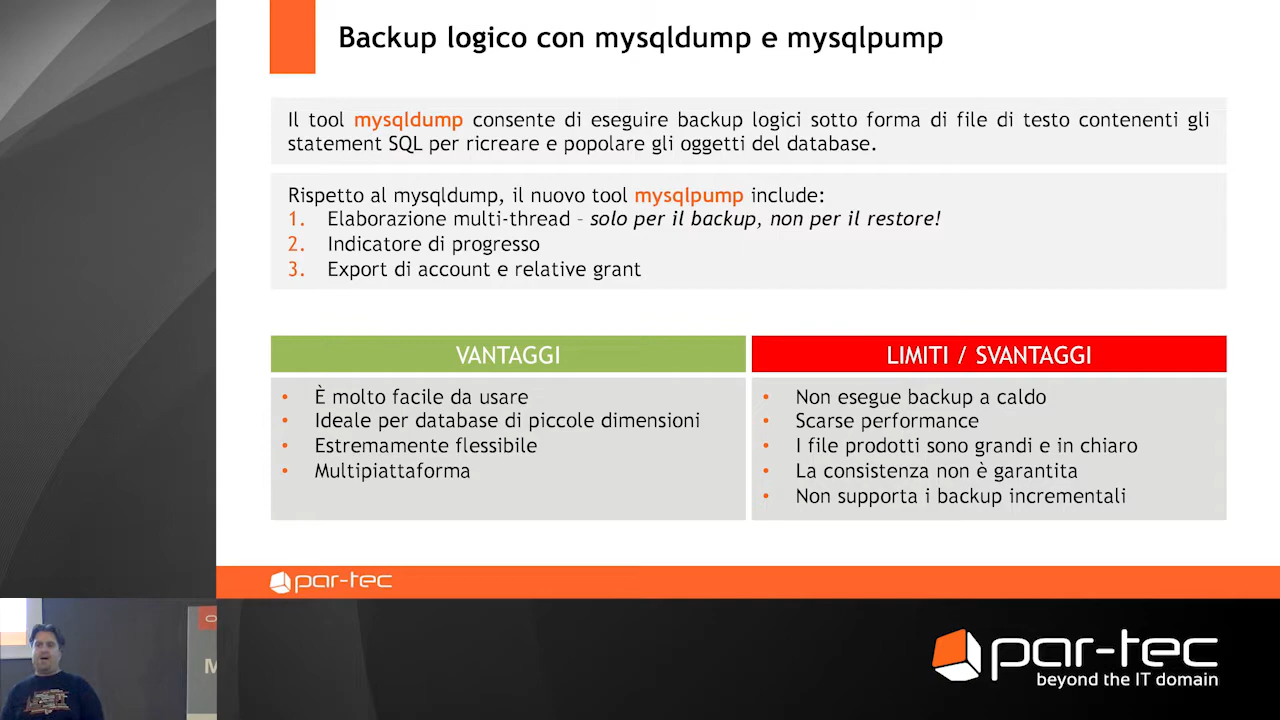 Backup logico con mysqldump e mysqlpump
Il tool mysqldump consente di eseguire backup logici sotto forma di file di testo contenenti gli
statement SQL per ricreare e popolare gli oggetti del database.
Rispetto al mysqldump, il nuovo tool mysqlpump include:
1. Elaborazione multi-thread – solo per il backup, non per il restore!
2. Indicatore di progresso
3. Export di account e relative grant
VANTAGGI
• È molto facile da usare
• Ideale per database di piccole dimensioni
• Estremamente flessibile
• Multipiattaforma
LIMITI / SVANTAGGI
• Non esegue backup a caldo
• Scarse performance
• I file prodotti sono grandi e in chiaro
• La consistenza non è garantita
• Non supporta i backup incrementali
par-tec
par-tec
beyond the IT domain